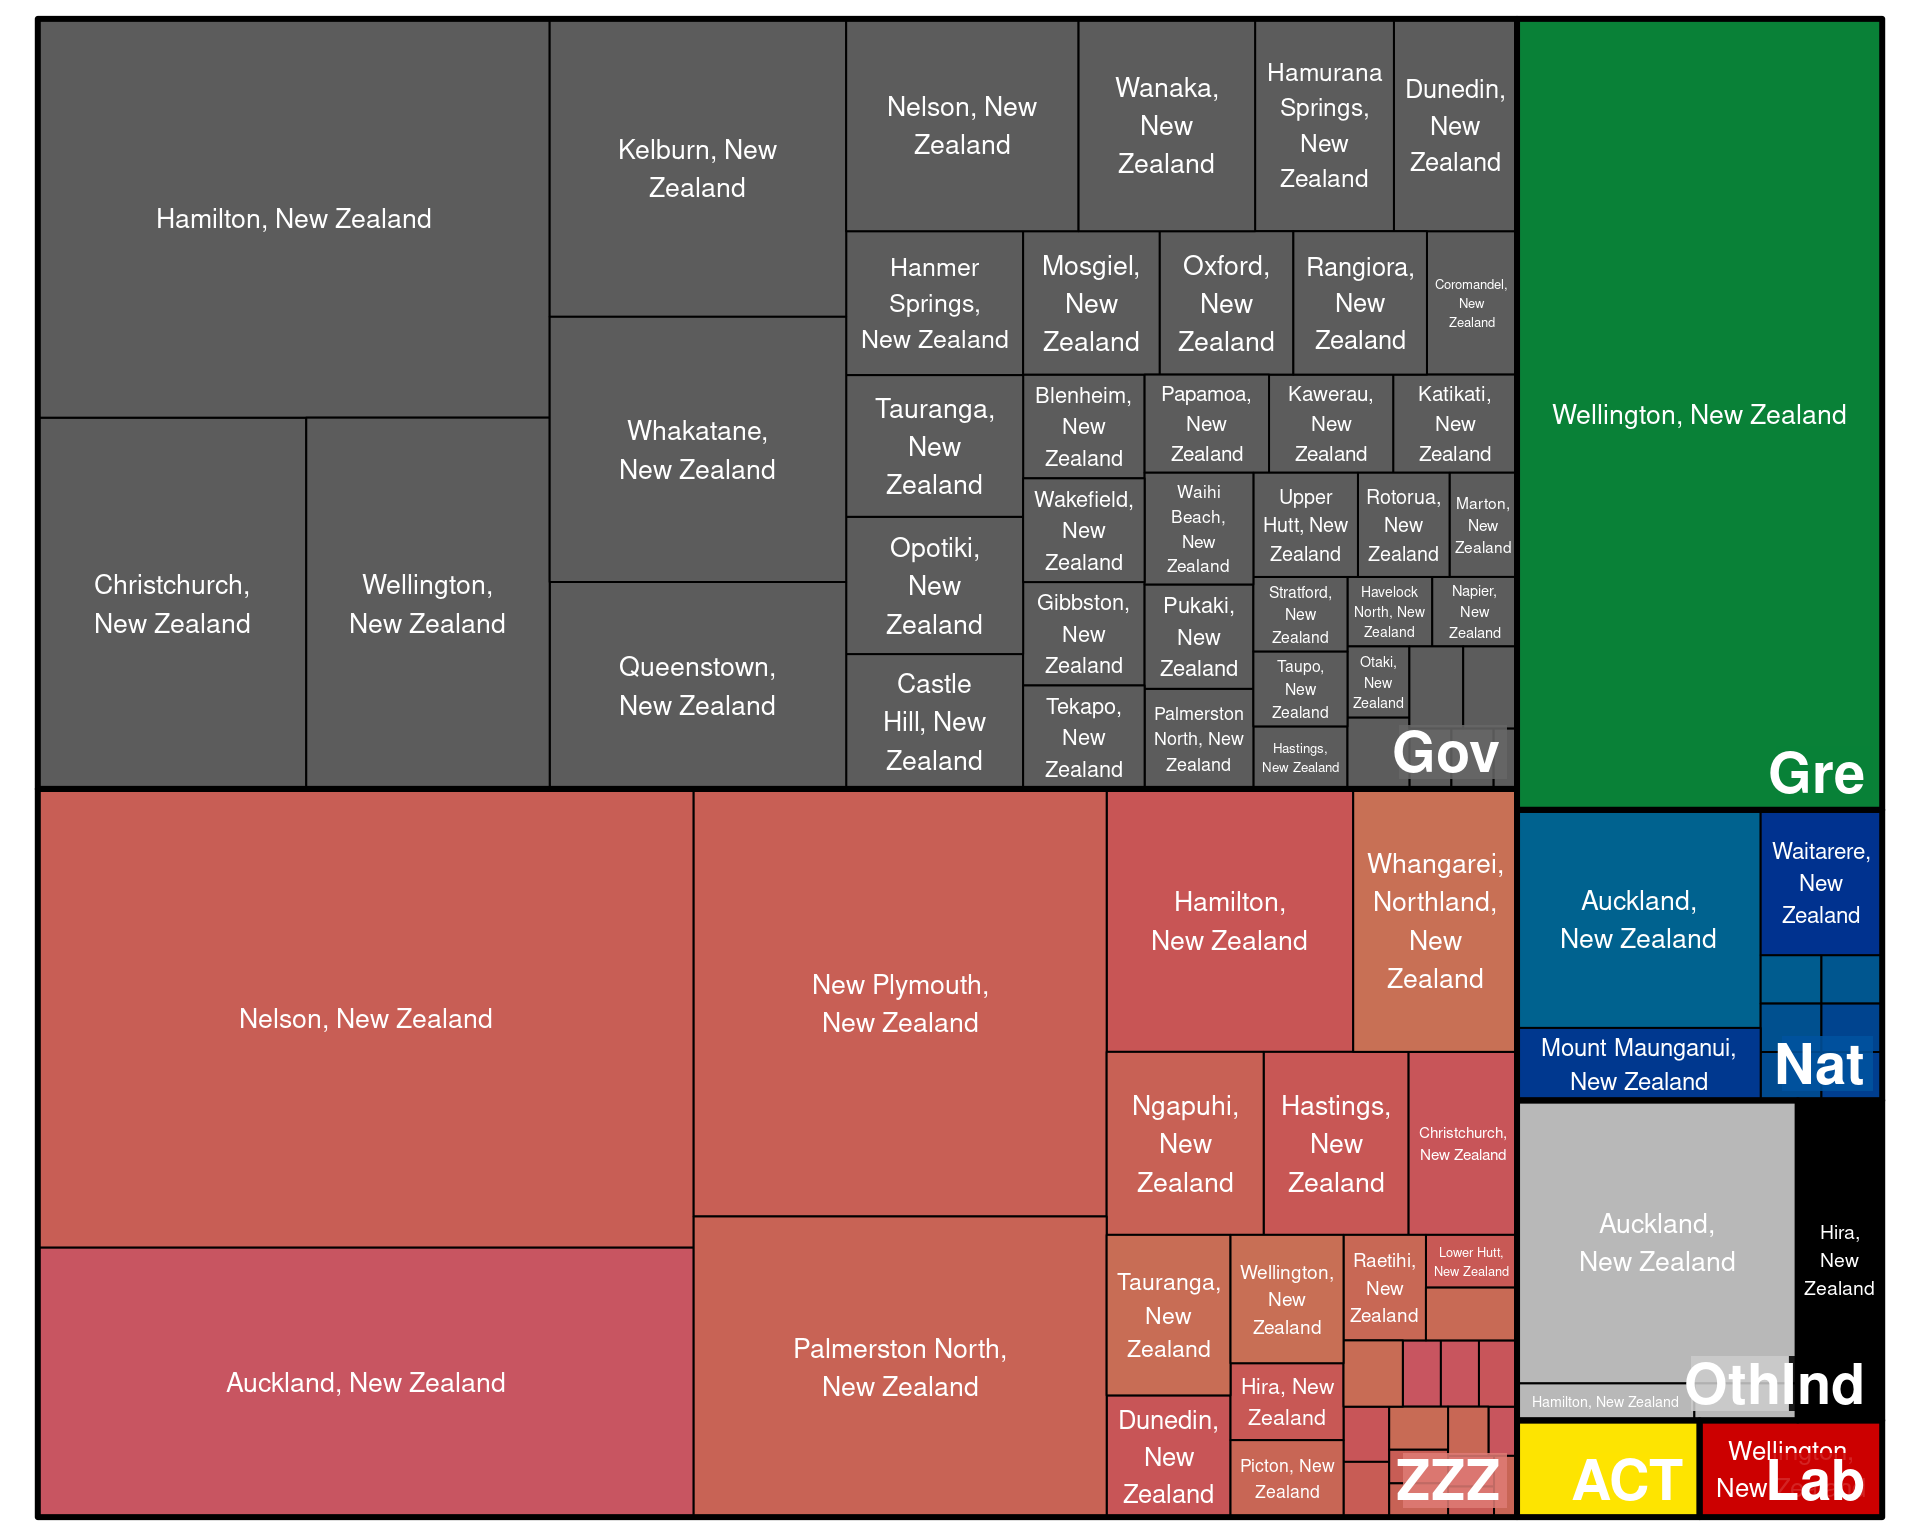 Hamilton, New Zealand
Christchurch,
New Zealand
Wellington,
New Zealand
Kelburn, New
Zealand
Whakatane,
New Zealand
Queenstown,
New Zealand
Nelson, New
Zealand
Wanaka,
New
Zealand
Hamurana
Springs,
New
Zealand
Dunedin,
New
Zealand
Hanmer
Springs,
New Zealand
Mosgiel,
New
Zealand
Oxford,
New
Zealand
Rangiora,
New
Zealand
Coromandel,
New
Zealand
Tauranga,
New
Zealand
Opotiki,
New
Zealand
Castle
Hill, New
Zealand
Blenheim,
New
Zealand
Wakefield,
New
Zealand
Gibbston,
New
Zealand
Tekapo,
New
Zealand
Papamoa,
New
Zealand
Kawerau,
New
Zealand
Katikati,
New
Zealand
Waihi
Beach,
New
Zealand
Pukaki,
New
Zealand
Palmerston
North, New
Zealand
Upper
Hutt, New
Zealand
Rotorua,
New
Zealand
Marton,
New
Zealand
Stratford,
New
Zealand
Taupo,
New
Zealand
Hastings,
New Zealand
Havelock
North, New
Zealand
Napier,
New
Zealand
Otaki,
New
Zealand
Gov
Wellington, New Zealand
Gre
Nelson, New Zealand
Auckland, New Zealand
New Plymouth,
New Zealand
Palmerston North,
New Zealand
Hamilton,
New Zealand
Whangarei,
Northland,
New
Zealand
Ngapuhi,
New
Zealand
Hastings,
New
Zealand
Christchurch,
New Zealand
Tauranga,
New
Zealand
Dunedin,
New
Zealand
Wellington,
New
Zealand
Hira, New
Zealand
Picton, New
Zealand
Raetihi,
New
Zealand
Lower Hutt,
New Zealand
ZZZ
Auckland,
New Zealand
Mount Maunganui,
New Zealand
Waitarere,
New
Zealand
Nat
Auckland,
New Zealand
Hamilton, New Zealand
Hira,
New
Zealand
Oth
Ind
ACT
Wellington,
New
Lab